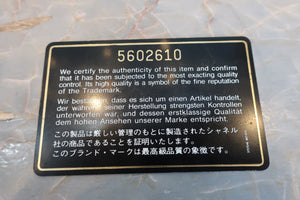 5602610
We certify the authenticity of this item and confirm
that it has been subjected to the most exacting quality
control. Its high quality is a symbol of the fine reputation
of the Trademark.
Wir bestätigen, dass es sich um einen Artikel handelt,
der während seiner Herstellung strengsten Kontrollen
unterworfen war, und dessen erstklassige Qualität
dem hohen Ansehen unserer Marke entspricht.
この製品は厳しい管理のもとに製造されたシャネル
社の商品であることを証明いたします。
このブランド・マークは最高級品質の象徴です。